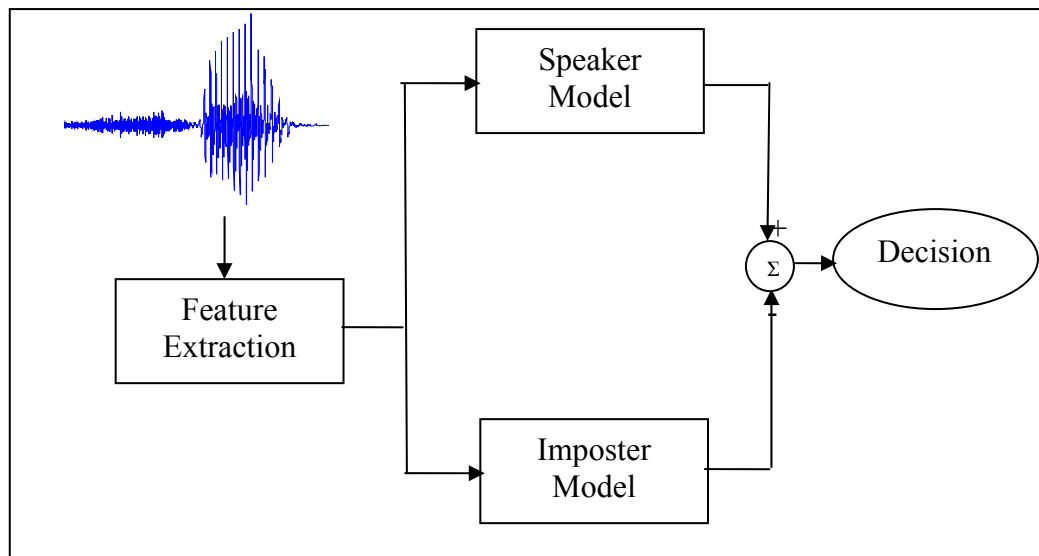 Speaker
Model
+
Σ
Decision
-
Feature
Extraction
Imposter
Model